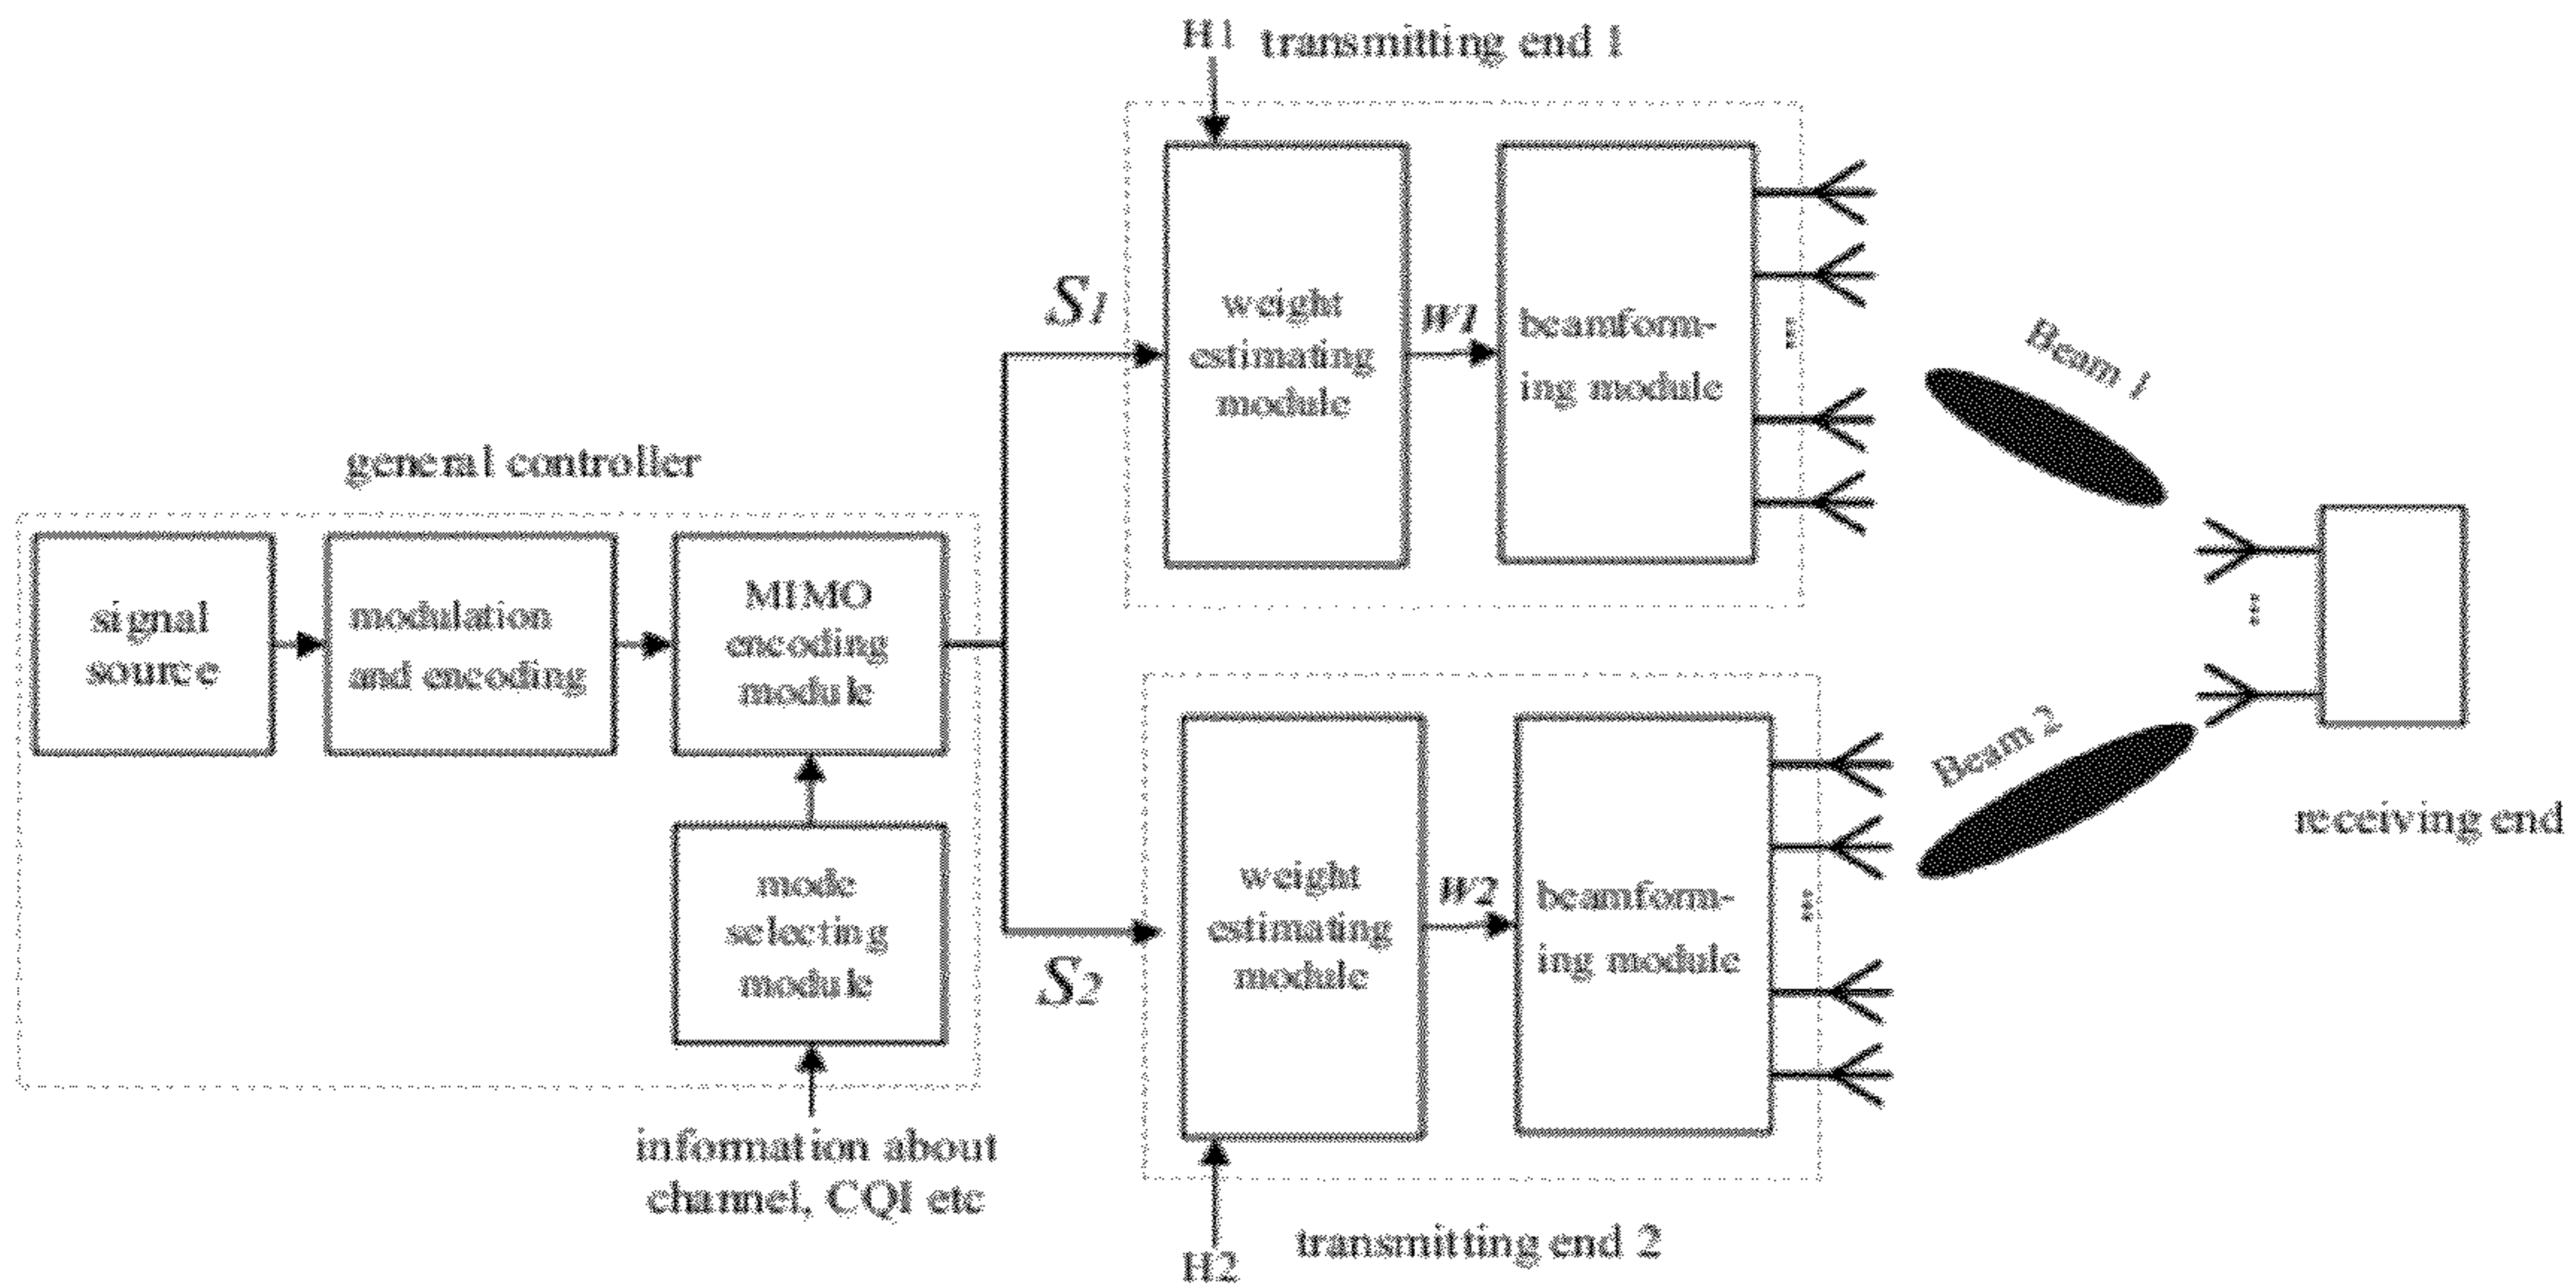 H1 transmitting end 1
S1
weight
estimating
module
W1
beamform-
ing module
Beam 1
general controller
signal
source
modulation
and encoding
MIMO
encoding
module
mode
selecting
module
information about
channel, CQI etc
S2
weight
estimating
module
W2
beamform-
ing module
Beam 2
receiving end
H2
transmitting end 2